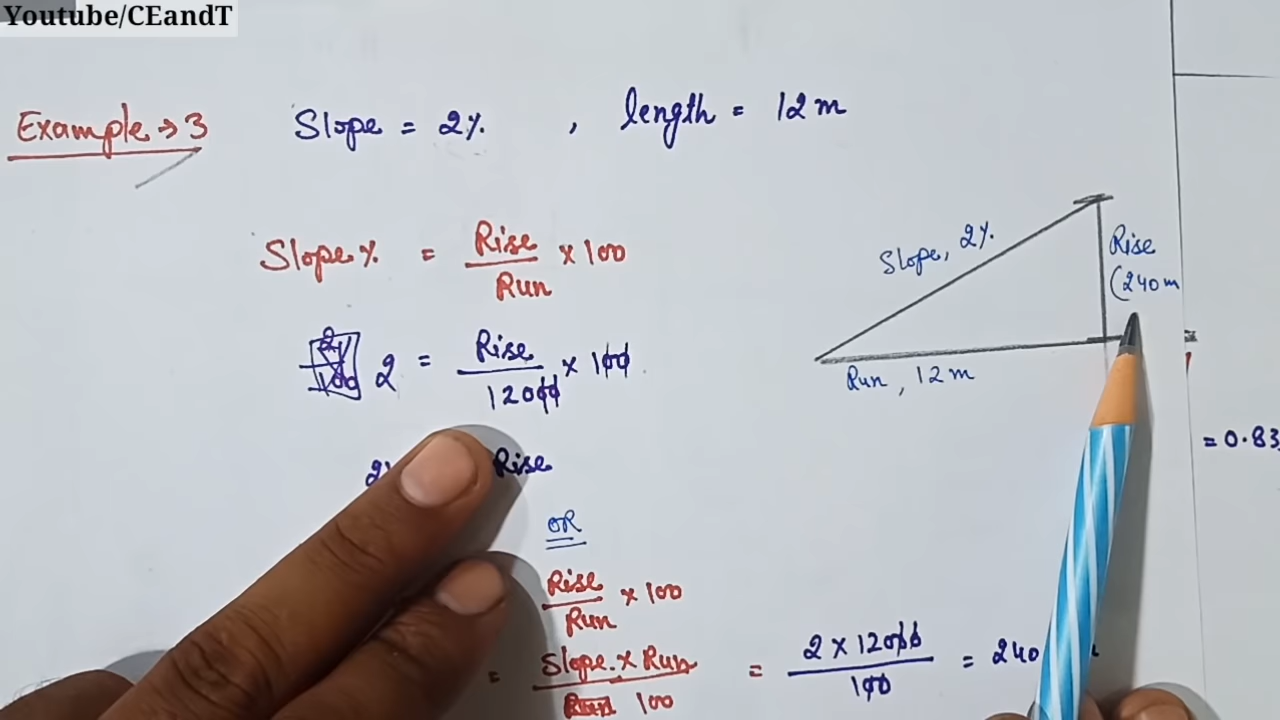 Youtube/CEandT
Example → 3 Slope = 2% , length = 12 m
Slope % = Rise / Run × 100
Slope, 2%
Rise
(240 m
2 = Rise / 12000 × 100
Run, 12 m
= 0.83
Rise
OR
Rise / Run × 100
= Slope. × Run / 100 = 2 × 12000 / 100 = 240